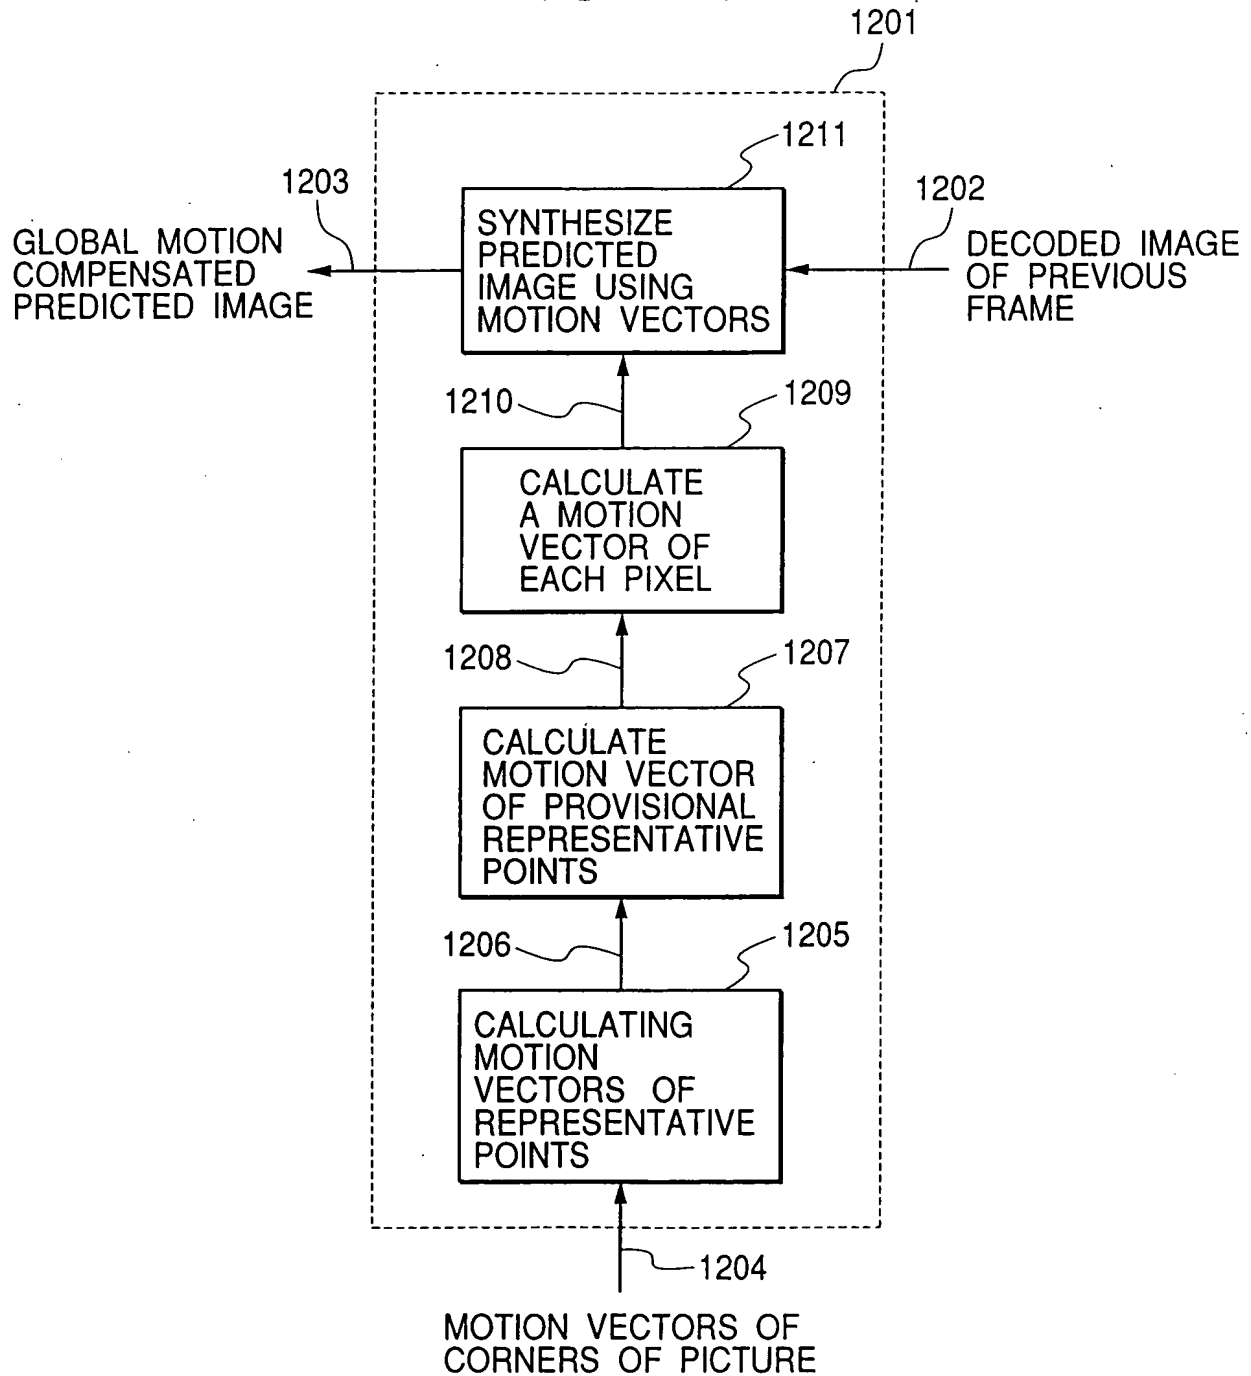 1201
1211
1203
1202
SYNTHESIZE
PREDICTED
IMAGE USING
MOTION VECTORS
GLOBAL MOTION
COMPENSATED
PREDICTED IMAGE
DECODED IMAGE
OF PREVIOUS
FRAME
1210
1209
CALCULATE
A MOTION
VECTOR OF
EACH PIXEL
1208
1207
CALCULATE
MOTION VECTOR
OF PROVISIONAL
REPRESENTATIVE
POINTS
1206
1205
CALCULATING
MOTION
VECTORS OF
REPRESENTATIVE
POINTS
1204
MOTION VECTORS OF
CORNERS OF PICTURE